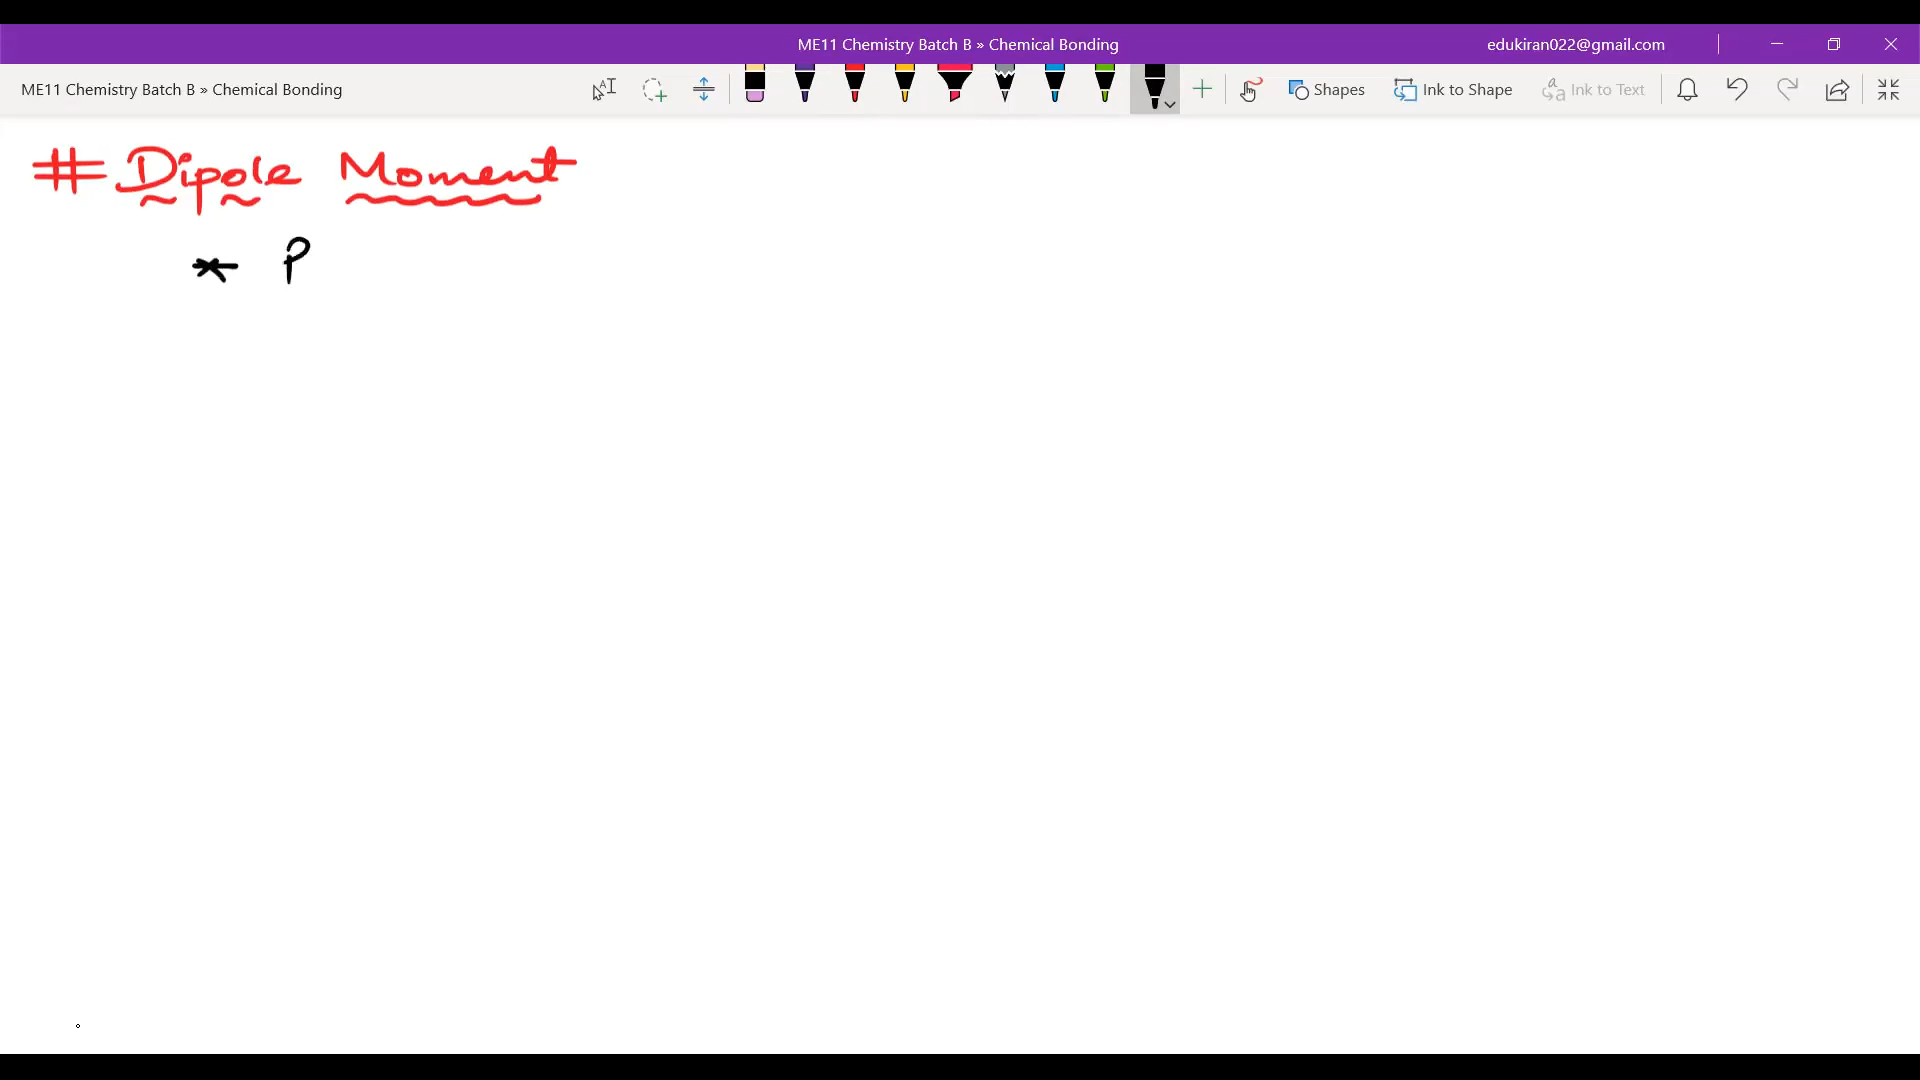 ME11 Chemistry Batch B » Chemical Bonding
edukiran022@gmail.com
ME11 Chemistry Batch B » Chemical Bonding
Shapes
Ink to Shape
Ink to Text
# Dipole Moment
* P